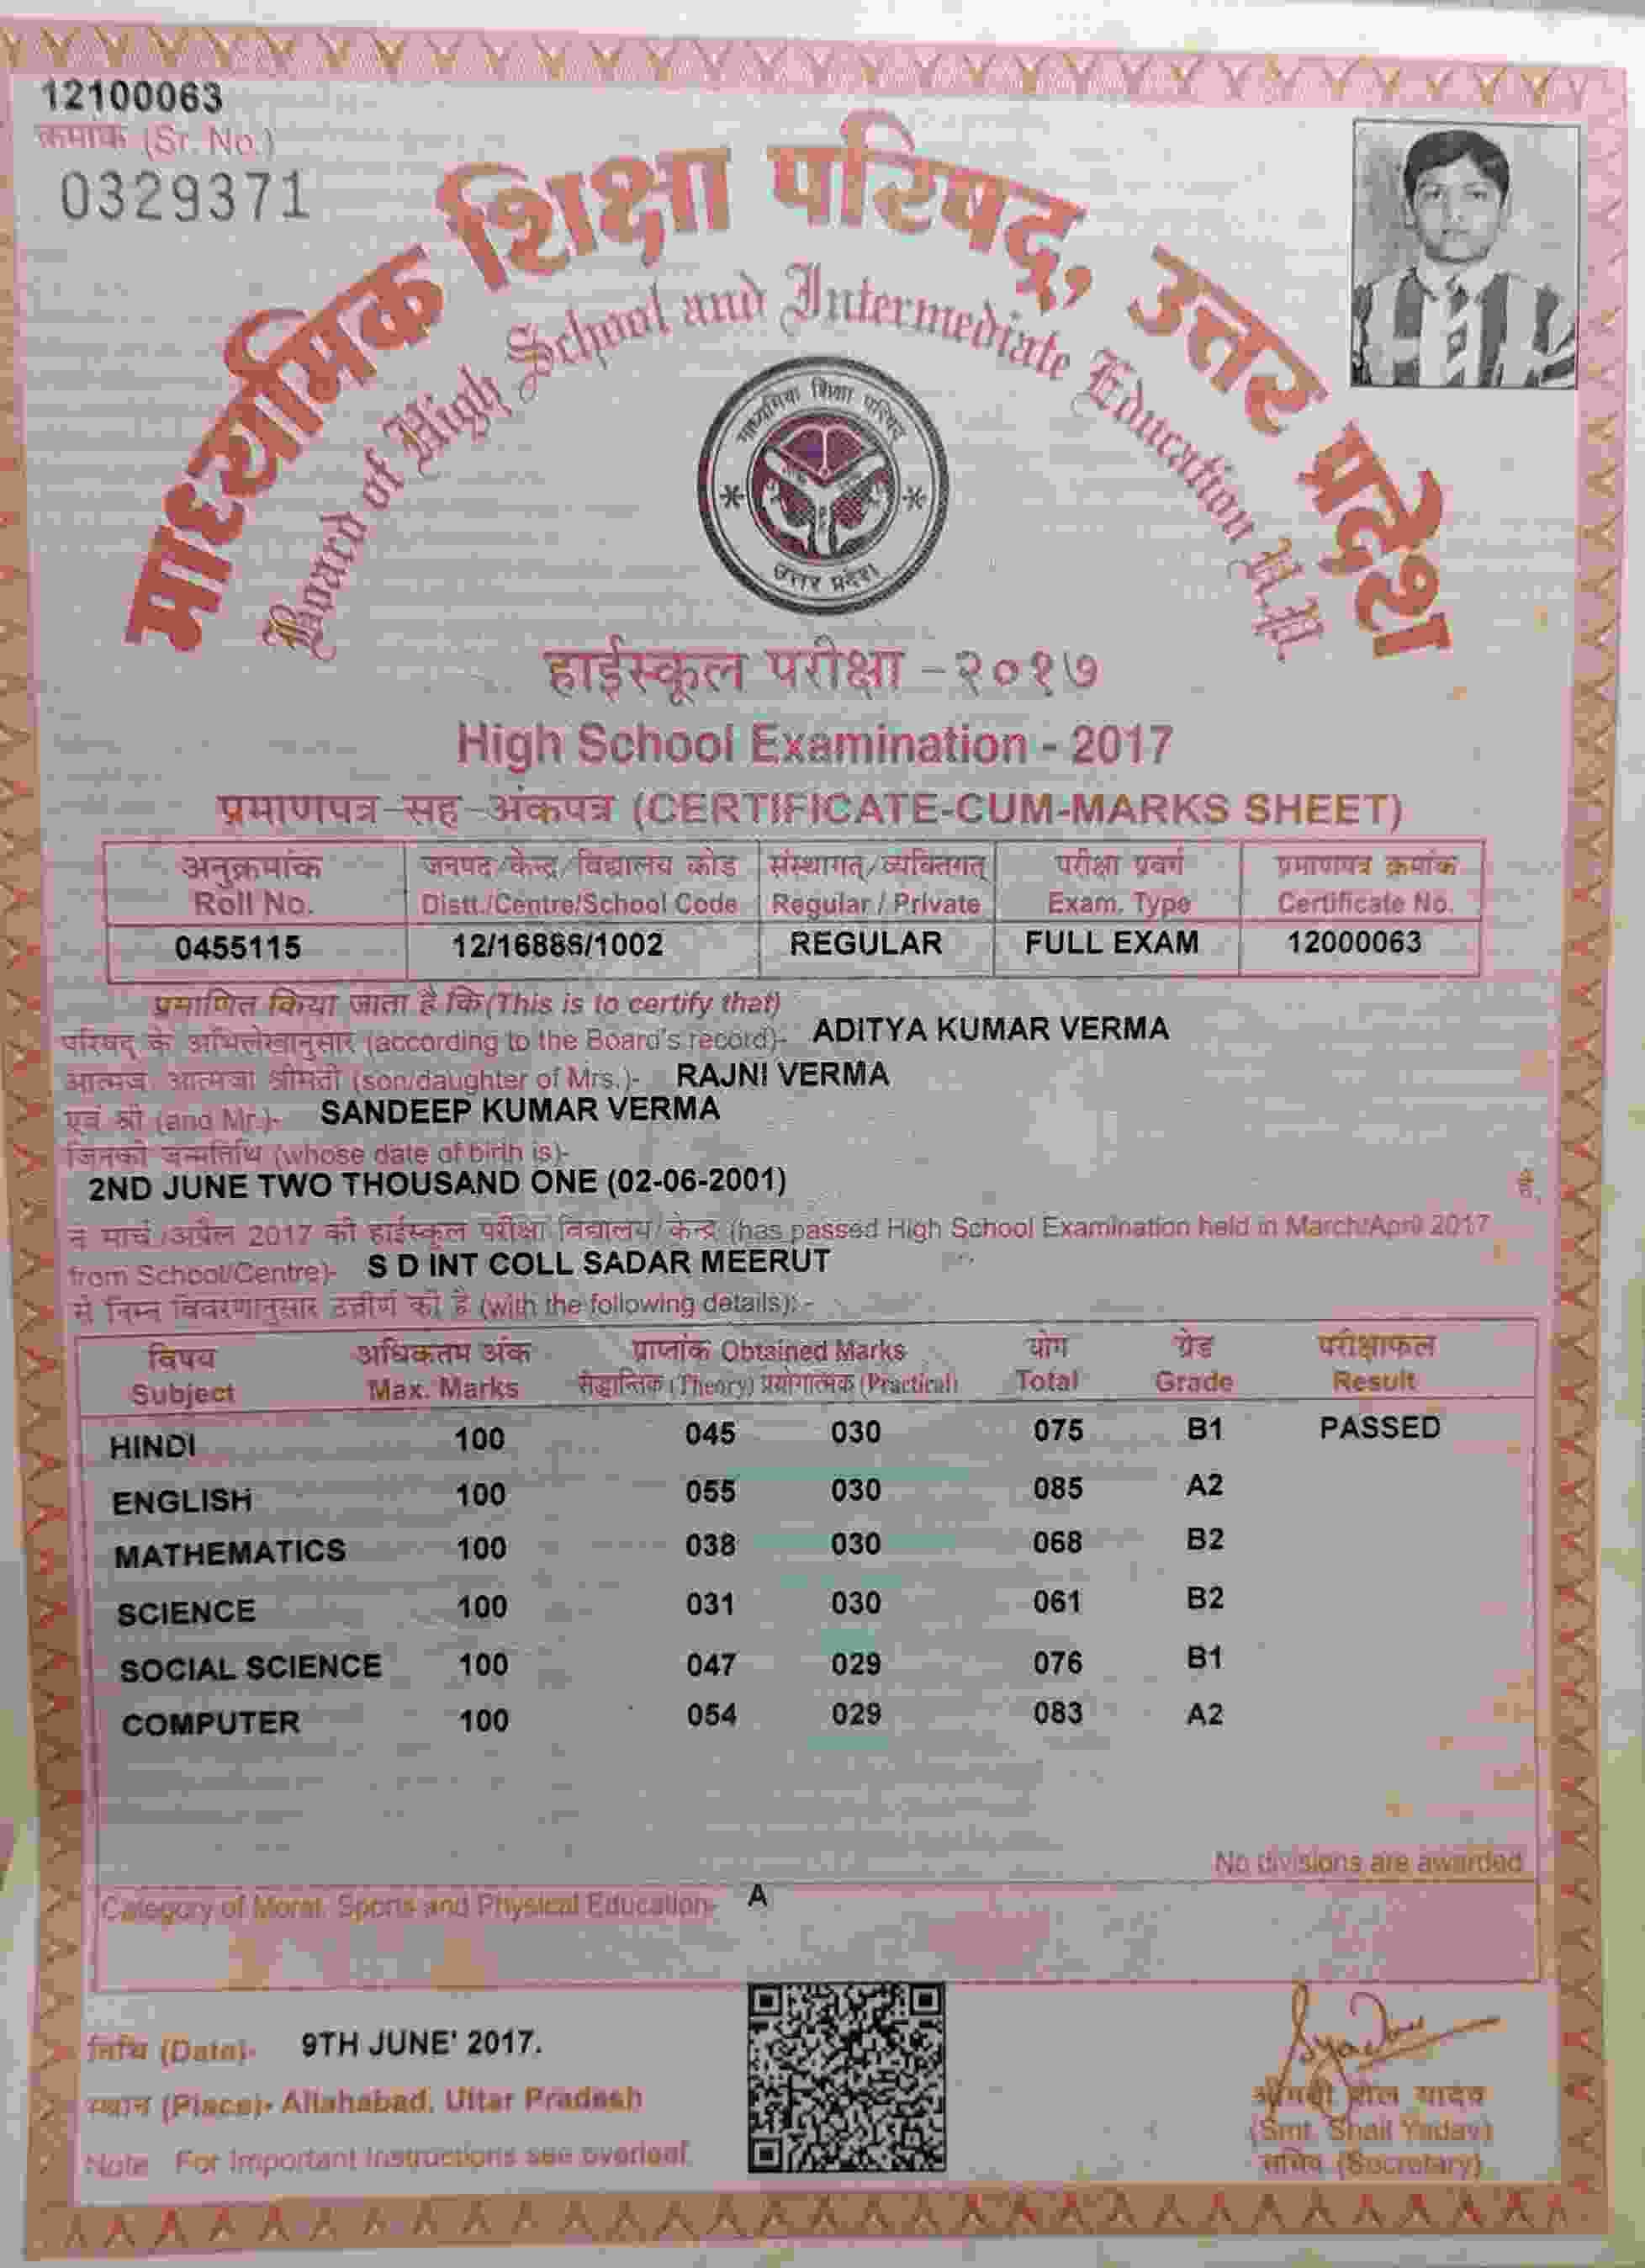 12100063
क्रमांक (Sr. No.)
0329371
माध्यमिक शिक्षा परिषद्, उत्तर प्रदेश
Board of High School and Intermediate Education U.P.
माध्यमिक शिक्षा परिषद
उत्तर प्रदेश
हाईस्कूल परीक्षा -२०१७
High School Examination - 2017
प्रमाणपत्र-सह-अंकपत्र (CERTIFICATE-CUM-MARKS SHEET)
अनुक्रमांक जनपद/केन्द्र/विद्यालय कोड संस्थागत्/व्यक्तिगत् परीक्षा प्रवर्ग प्रमाणपत्र क्रमांक
Roll No. Distt./Centre/School Code Regular / Private Exam. Type Certificate No.
0455115 12/16886/1002 REGULAR FULL EXAM 12000063
प्रमाणित किया जाता है कि(This is to certify that)
परिषद् के अभिलेखानुसार (according to the Board's record)- ADITYA KUMAR VERMA
आत्मज/आत्मजा श्रीमती (son/daughter of Mrs.)- RAJNI VERMA
एवं श्री (and Mr.)- SANDEEP KUMAR VERMA
जिनकी जन्मतिथि (whose date of birth is)-
2ND JUNE TWO THOUSAND ONE (02-06-2001) है,
ने मार्च/अप्रैल 2017 की हाईस्कूल परीक्षा विद्यालय/केन्द्र (has passed High School Examination held in March/April 2017
from School/Centre)- S D INT COLL SADAR MEERUT
से निम्न विवरणानुसार उत्तीर्ण की है (with the following details):-
विषय अधिकतम अंक प्राप्तांक Obtained Marks योग ग्रेड परीक्षाफल
Subject Max. Marks सैद्धान्तिक (Theory) प्रयोगात्मक (Practical) Total Grade Result
HINDI 100 045 030 075 B1 PASSED
ENGLISH 100 055 030 085 A2
MATHEMATICS 100 038 030 068 B2
SCIENCE 100 031 030 061 B2
SOCIAL SCIENCE 100 047 029 076 B1
COMPUTER 100 054 029 083 A2
No divisions are awarded
Category of Moral, Sports and Physical Education- A
तिथि (Date)- 9TH JUNE' 2017.
स्थान (Place)- Allahabad, Uttar Pradesh
Note For Important Instructions see overleaf
श्रीमती शैल यादव
(Smt. Shail Yadav)
सचिव (Secretary)